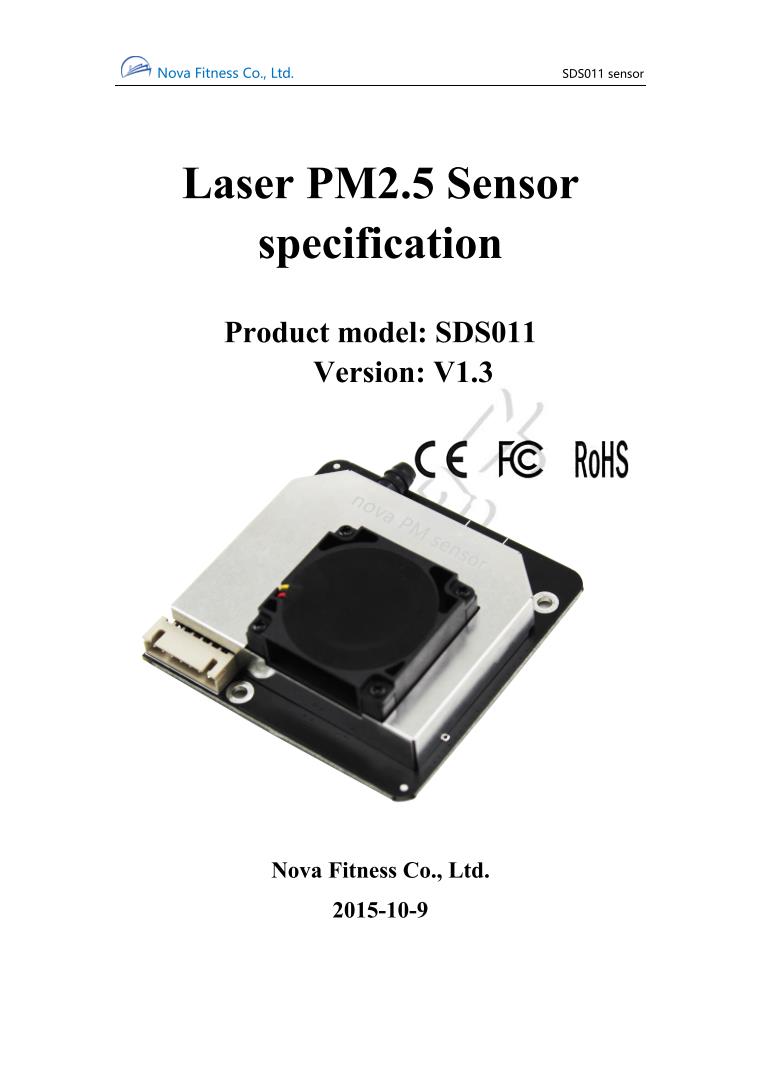 Nova Fitness Co., Ltd.
SDS011 sensor
Laser PM2.5 Sensor
specification
Product model: SDS011
Version: V1.3
CE FC RoHS
nova PM sensor
Nova Fitness Co., Ltd.
2015-10-9